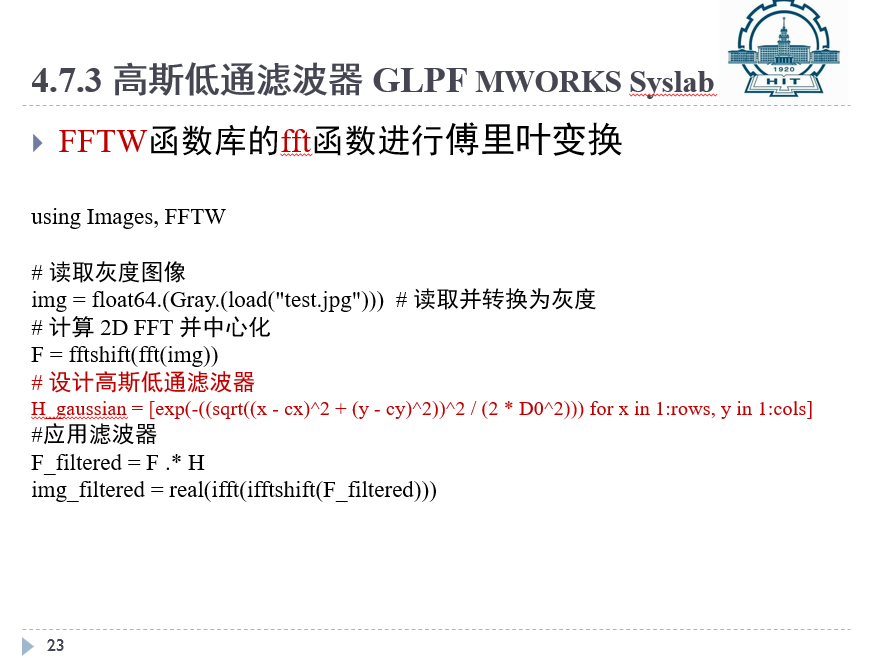 4.7.3 高斯低通滤波器 GLPF MWORKS Syslab
1920
HIT
FFTW函数库的fft函数进行傅里叶变换
using Images, FFTW
# 读取灰度图像
img = float64.(Gray.(load("test.jpg")))  # 读取并转换为灰度
# 计算 2D FFT 并中心化
F = fftshift(fft(img))
# 设计高斯低通滤波器
H_gaussian = [exp(-((sqrt((x - cx)^2 + (y - cy)^2))^2 / (2 * D0^2))) for x in 1:rows, y in 1:cols]
#应用滤波器
F_filtered = F .* H
img_filtered = real(ifft(ifftshift(F_filtered)))
23